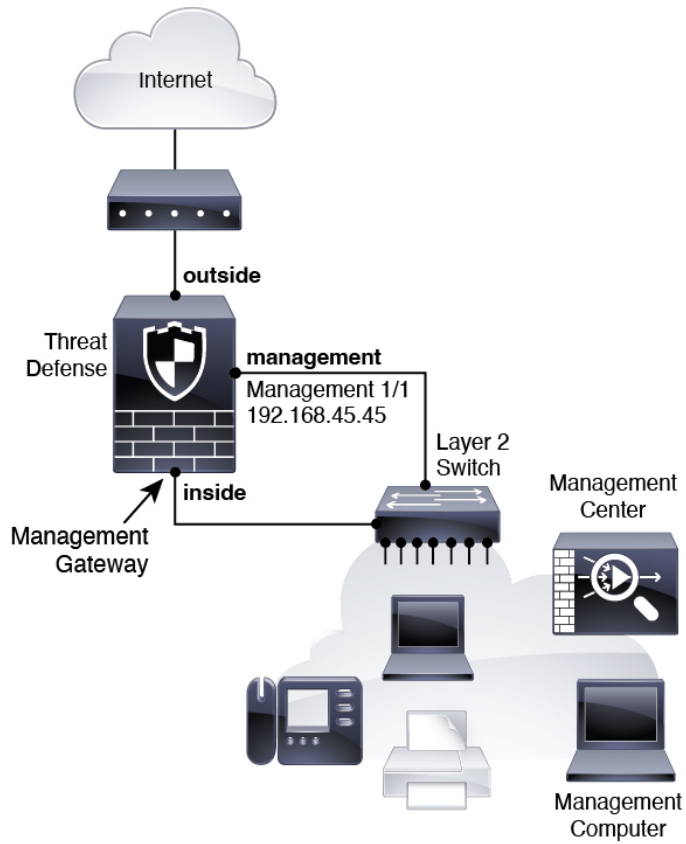 Internet
outside
Threat
Defense
management
Management 1/1
192.168.45.45
Layer 2
Switch
Management
Center
inside
Management
Gateway
Management
Computer